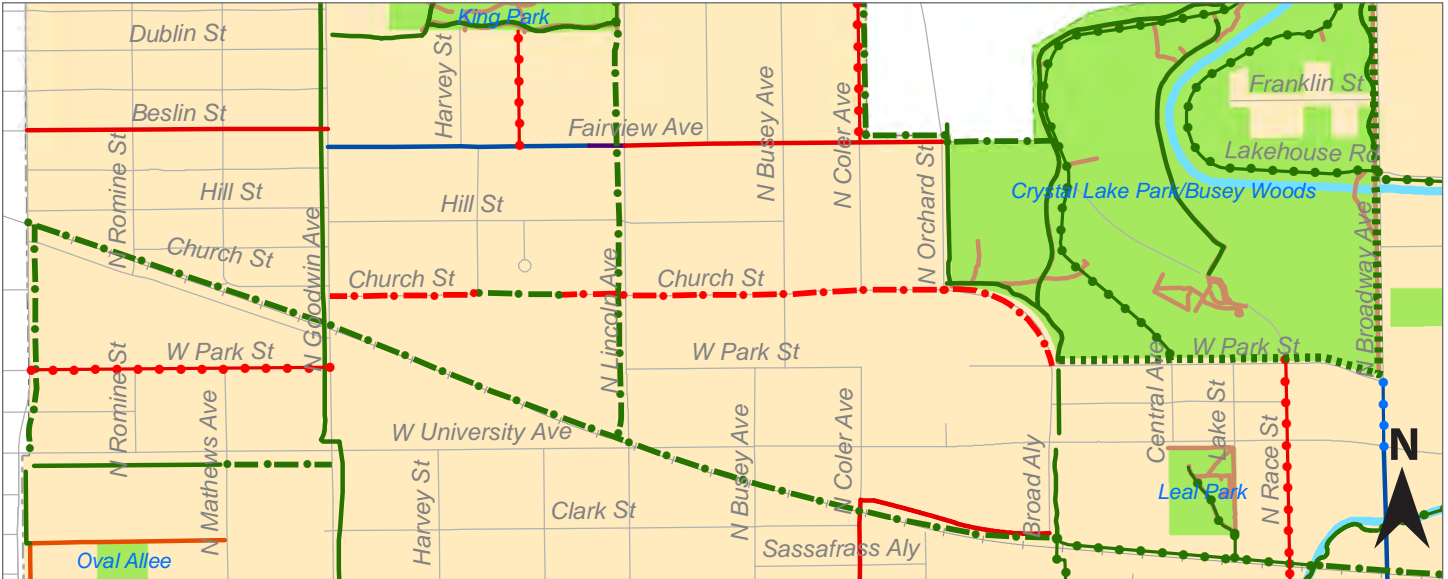 King Park
Dublin St
Harvey St
N Busey Ave
Franklin St
N Coler Ave
Beslin St
Fairview Ave
N Romine St
Lakehouse Rd
N Orchard St
Hill St
Hill St
Crystal Lake Park/Busey Woods
N Goodwin Ave
Church St
N Lincoln Ave
N Broadway Ave
Church St
Church St
W Park St
W Park St
W Park St
N Romine St
N Mathews Ave
Central Ave
Lake St
N Race St
N Busey Ave
N Coler Ave
W University Ave
Broad Aly
N
Harvey St
Leal Park
Clark St
Sassafrass Aly
Oval Allee